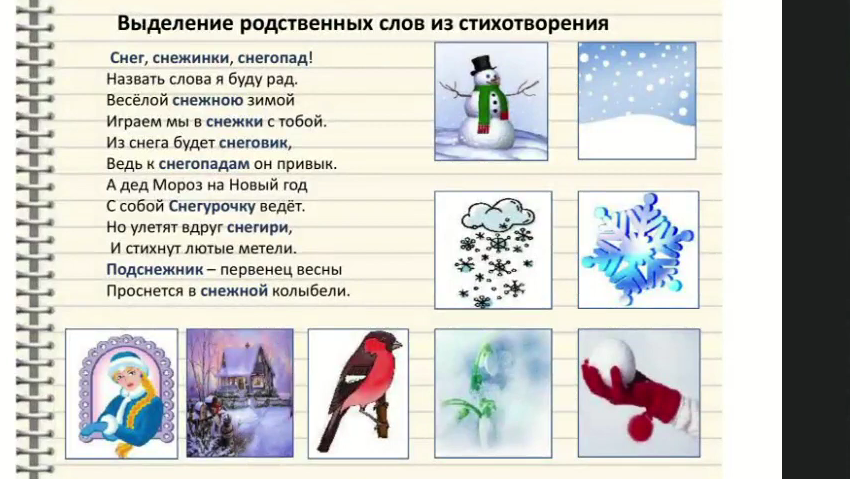 Выделение родственных слов из стихотворения
Снег, снежинки, снегопад!
Назвать слова я буду рад.
Весёлой снежною зимой
Играем мы в снежки с тобой.
Из снега будет снеговик,
Ведь к снегопадам он привык.
А дед Мороз на Новый год
С собой Снегурочку ведёт.
Но улетят вдруг снегири,
И стихнут лютые метели.
Подснежник – первенец весны
Проснется в снежной колыбели.